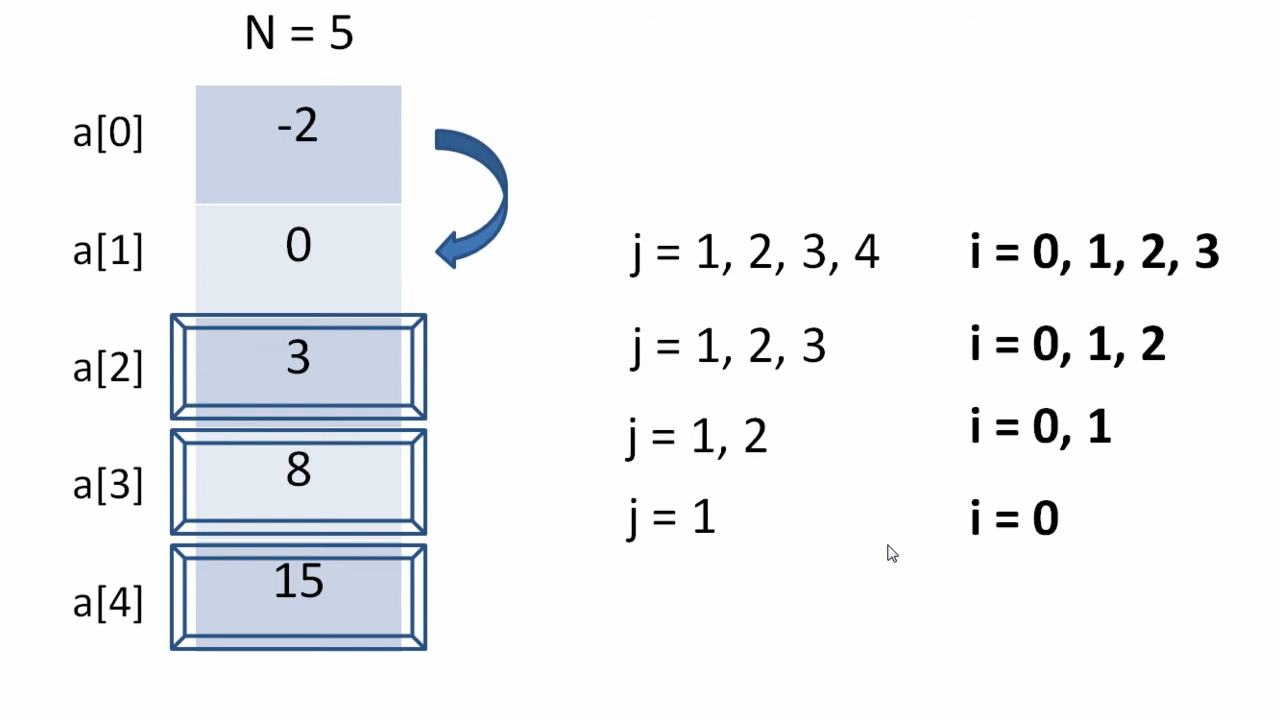 N = 5
a[0] -2
a[1] 0
j = 1, 2, 3, 4 i = 0, 1, 2, 3
a[2] 3
j = 1, 2, 3 i = 0, 1, 2
j = 1, 2 i = 0, 1
a[3] 8
j = 1 i = 0
a[4] 15